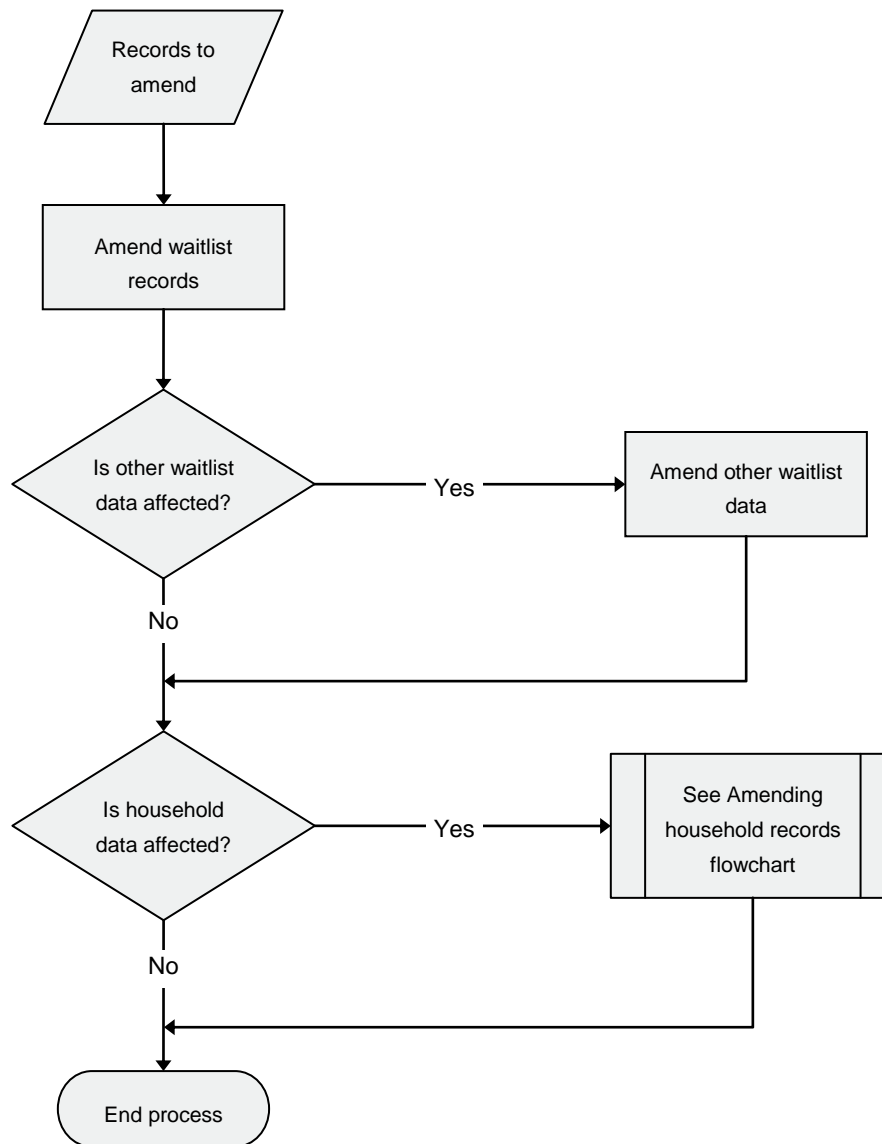 Records to
amend
Amend waitlist
records
Is other waitlist
data affected?
Yes
Amend other waitlist
data
No
Is household
data affected?
Yes
See Amending
household records
flowchart
No
End process